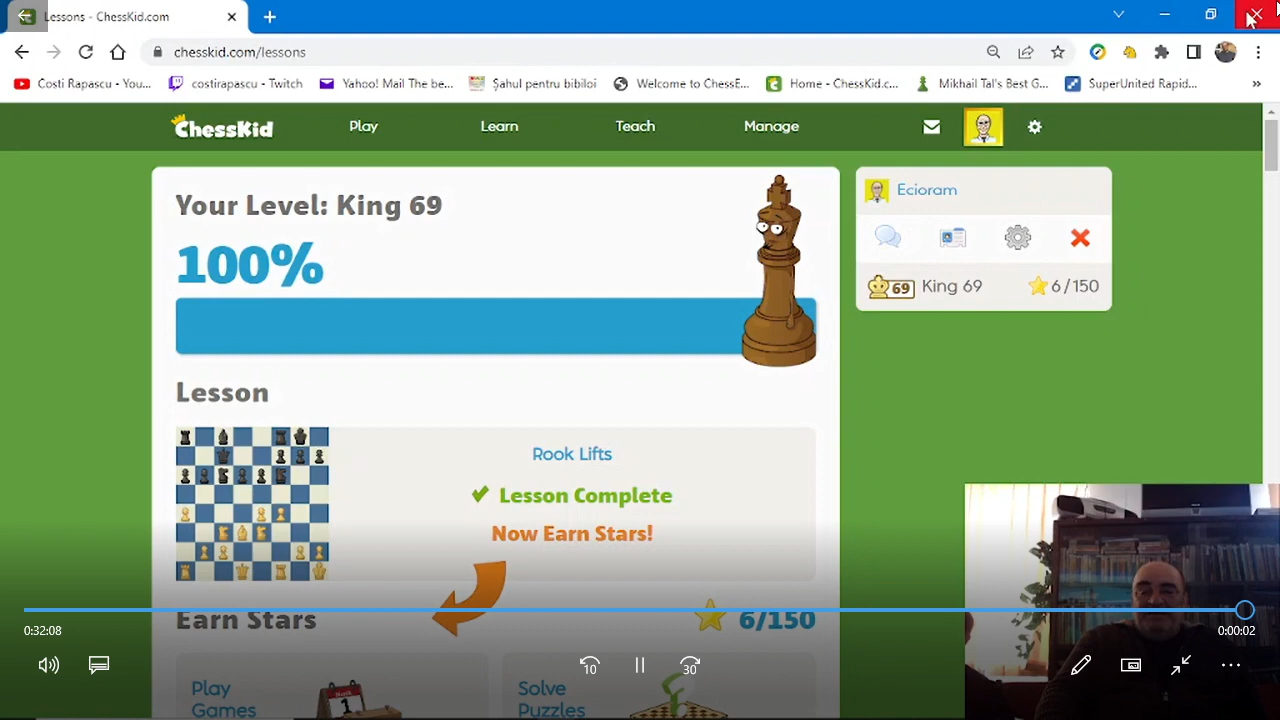 Lessons - ChessKid.com
chesskid.com/lessons
Costi Rapascu - You...
costirapascu - Twitch
Yahoo! Mail The be...
Șahul pentru bibiloi
Welcome to ChessE...
Home - ChessKid.c...
Mikhail Tal's Best G...
SuperUnited Rapid...
»
ChessKid
Play
Learn
Teach
Manage
Your Level: King 69
100%
Ecioram
69 King 69
6/150
Lesson
Rook Lifts
Lesson Complete
Now Earn Stars!
Earn Stars
6/150
Play
Games
Solve
Puzzles
0:32:08
0:00:02
10
30